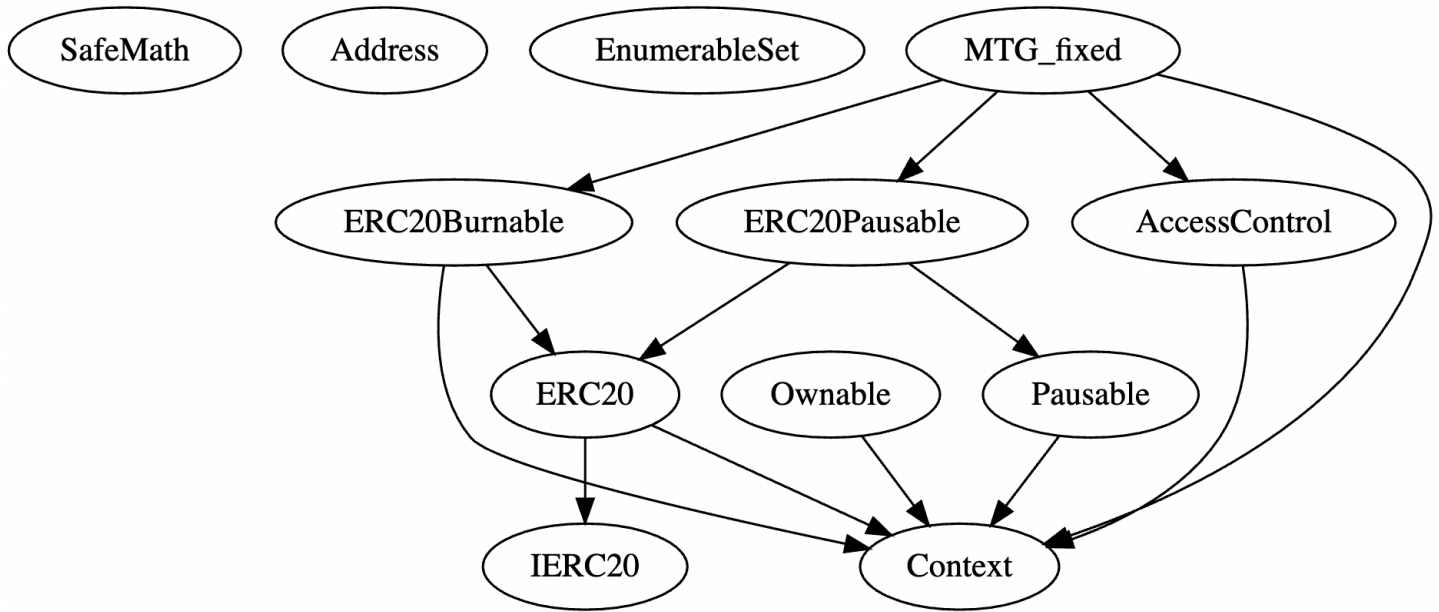 SafeMath
Address
EnumerableSet
MTG_fixed
ERC20Burnable
ERC20Pausable
AccessControl
ERC20
Ownable
Pausable
IERC20
Context